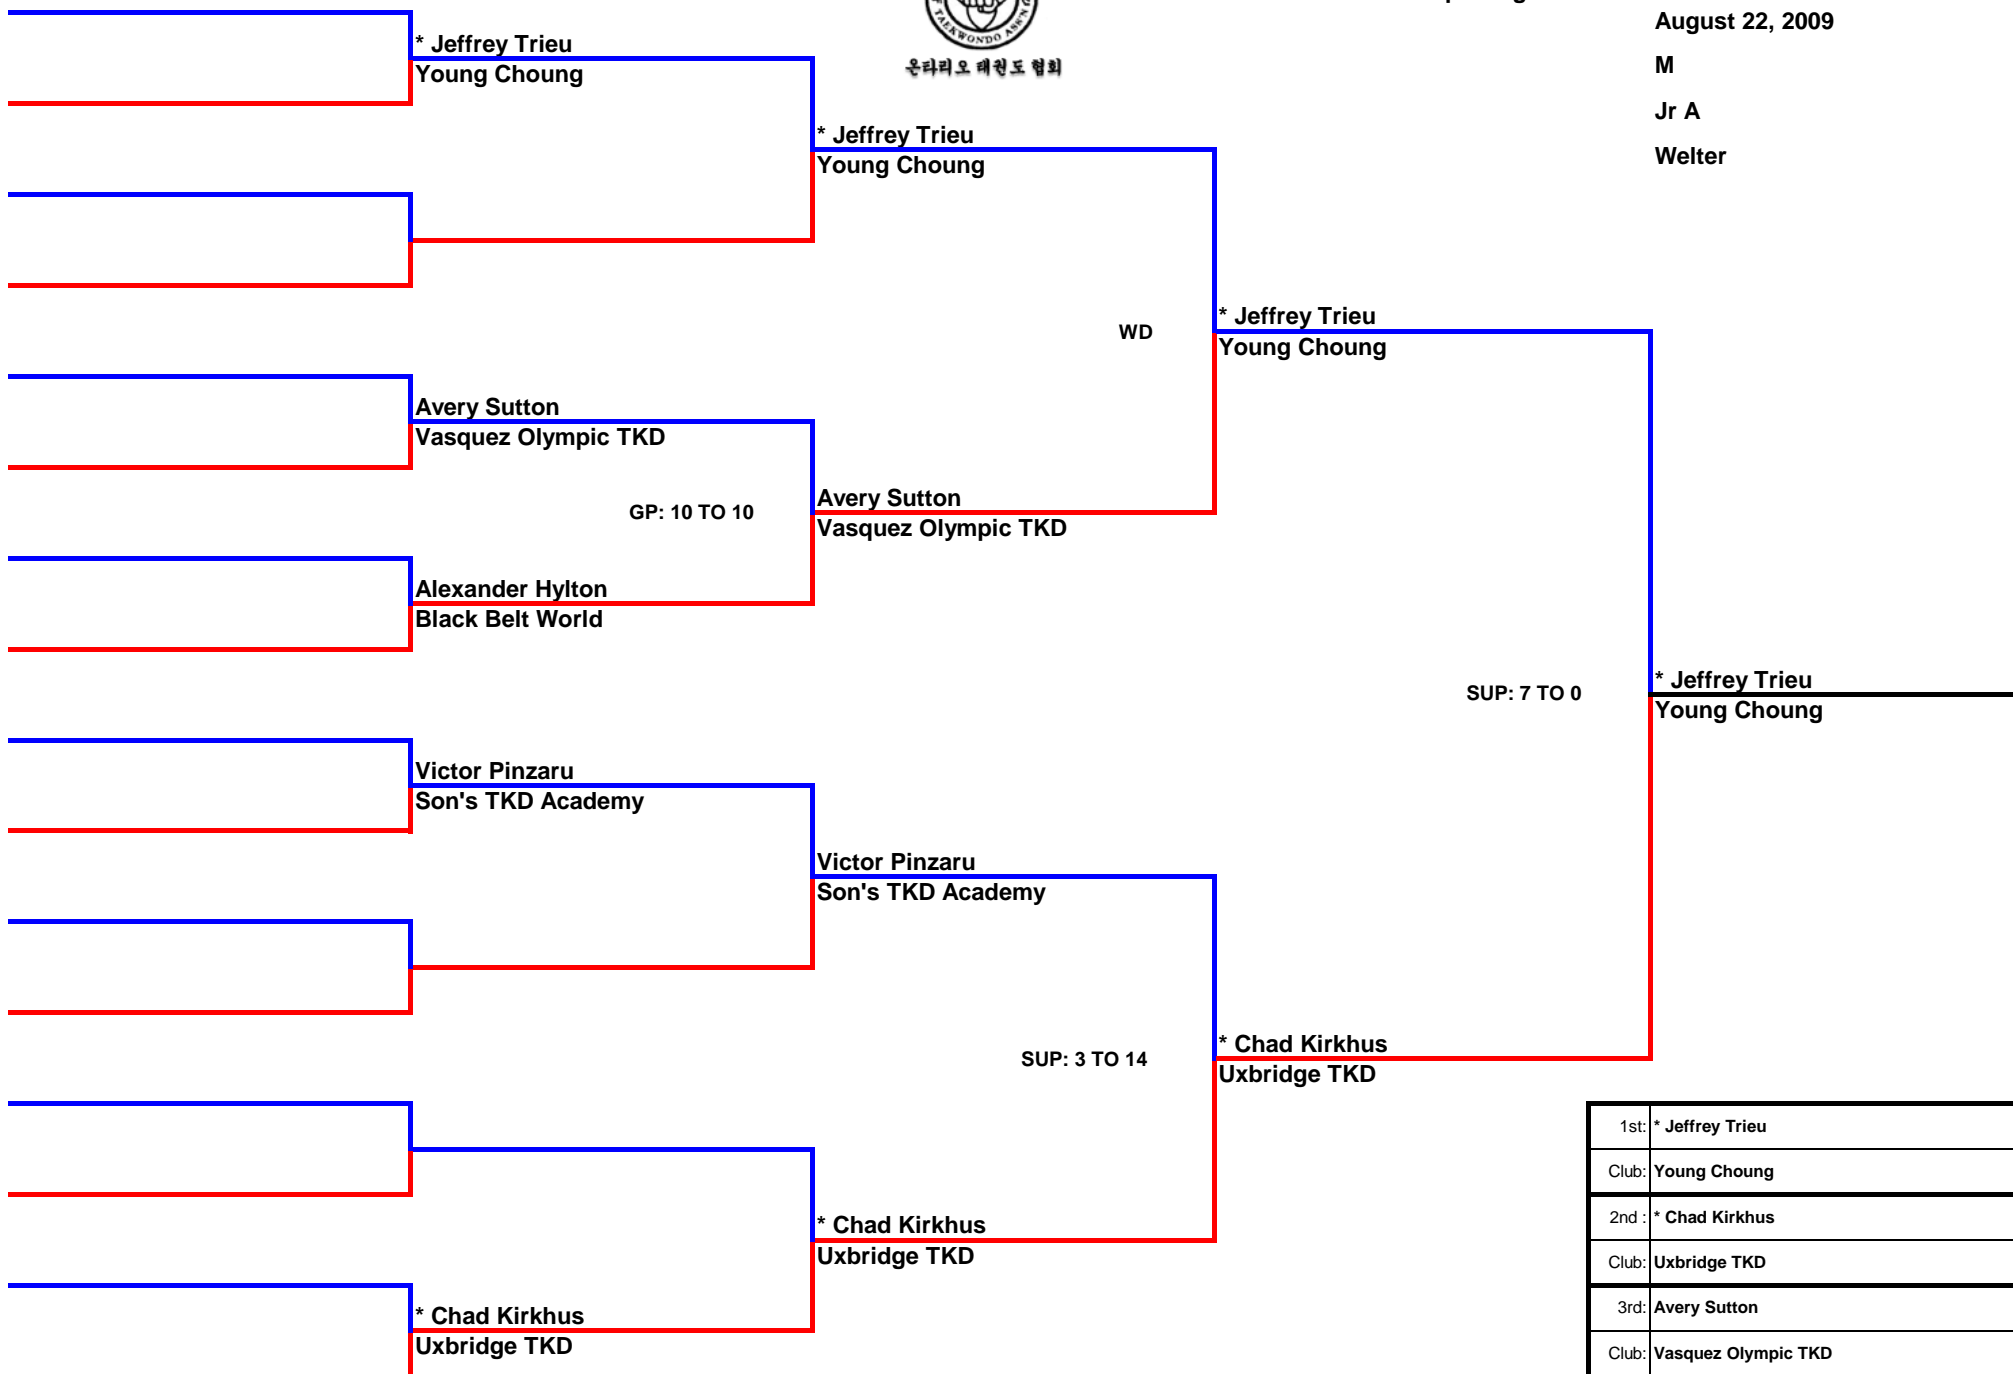 F TAEKWONDO ASS'N
온타리오 태권도 협회
August 22, 2009
M
Jr A
Welter
* Jeffrey Trieu
Young Choung
* Jeffrey Trieu
Young Choung
WD
* Jeffrey Trieu
Young Choung
Avery Sutton
Vasquez Olympic TKD
GP: 10 TO 10
Avery Sutton
Vasquez Olympic TKD
Alexander Hylton
Black Belt World
SUP: 7 TO 0
* Jeffrey Trieu
Young Choung
Victor Pinzaru
Son's TKD Academy
Victor Pinzaru
Son's TKD Academy
SUP: 3 TO 14
* Chad Kirkhus
Uxbridge TKD
* Chad Kirkhus
Uxbridge TKD
* Chad Kirkhus
Uxbridge TKD
1st: * Jeffrey Trieu
Club: Young Choung
2nd : * Chad Kirkhus
Club: Uxbridge TKD
3rd: Avery Sutton
Club: Vasquez Olympic TKD